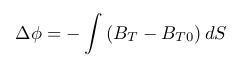 Δϕ = − ∫ (B_T − B_{T0}) dS